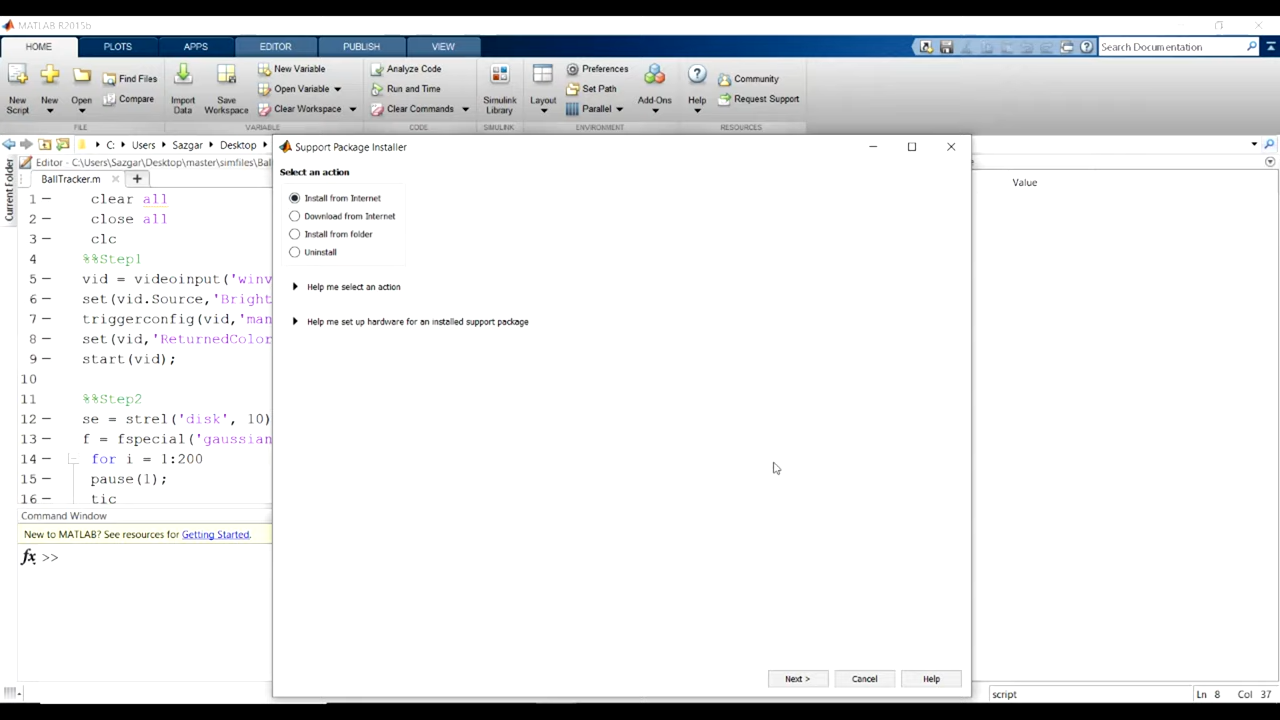 MATLAB R2015b
HOME PLOTS APPS EDITOR PUBLISH VIEW
Search Documentation
New Script
New
Open
Find Files
Compare
FILE
Import Data
Save Workspace
New Variable
Open Variable
Clear Workspace
VARIABLE
Analyze Code
Run and Time
Clear Commands
CODE
Simulink Library
SIMULINK
Layout
Preferences
Set Path
Parallel
ENVIRONMENT
Add-Ons
Help
Community
Request Support
RESOURCES
C: Users Sazgar Desktop
Current Folder
Editor - C:\Users\Sazgar\Desktop\master\simfiles\Bal
BallTracker.m
1 clear all
2 close all
3 clc
4 %%Step1
5 vid = videoinput('winv
6 set(vid.Source,'Bright
7 triggerconfig(vid,'man
8 set(vid,'ReturnedColor
9 start(vid);
10
11 %%Step2
12 se = strel('disk', 10)
13 f = fspecial('gaussian
14 for i = 1:200
15 pause(1);
16 tic
Command Window
New to MATLAB? See resources for Getting Started.
fx >>
Support Package Installer
Select an action
Install from Internet
Download from Internet
Install from folder
Uninstall
Help me select an action
Help me set up hardware for an installed support package
Next > Cancel Help
Value
script Ln 8 Col 37